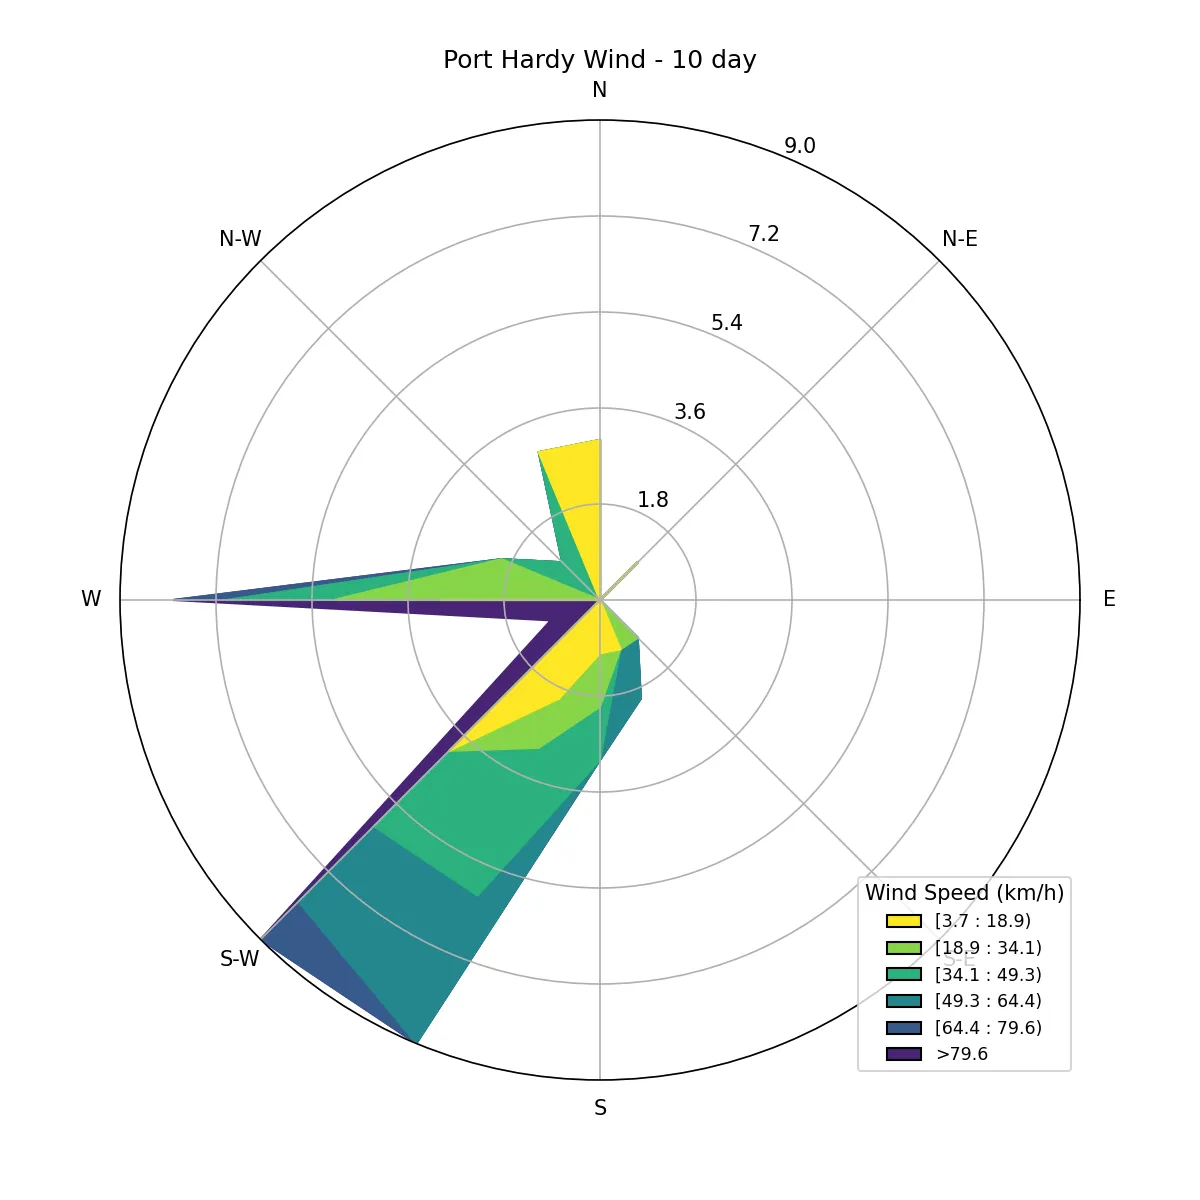 Port Hardy Wind - 10 day
N
9.0
N-W
7.2
N-E
5.4
3.6
1.8
W
E
Wind Speed (km/h)
[3.7 : 18.9)
[18.9 : 34.1)
S-W
S-E
[34.1 : 49.3)
[49.3 : 64.4)
[64.4 : 79.6)
>79.6
S